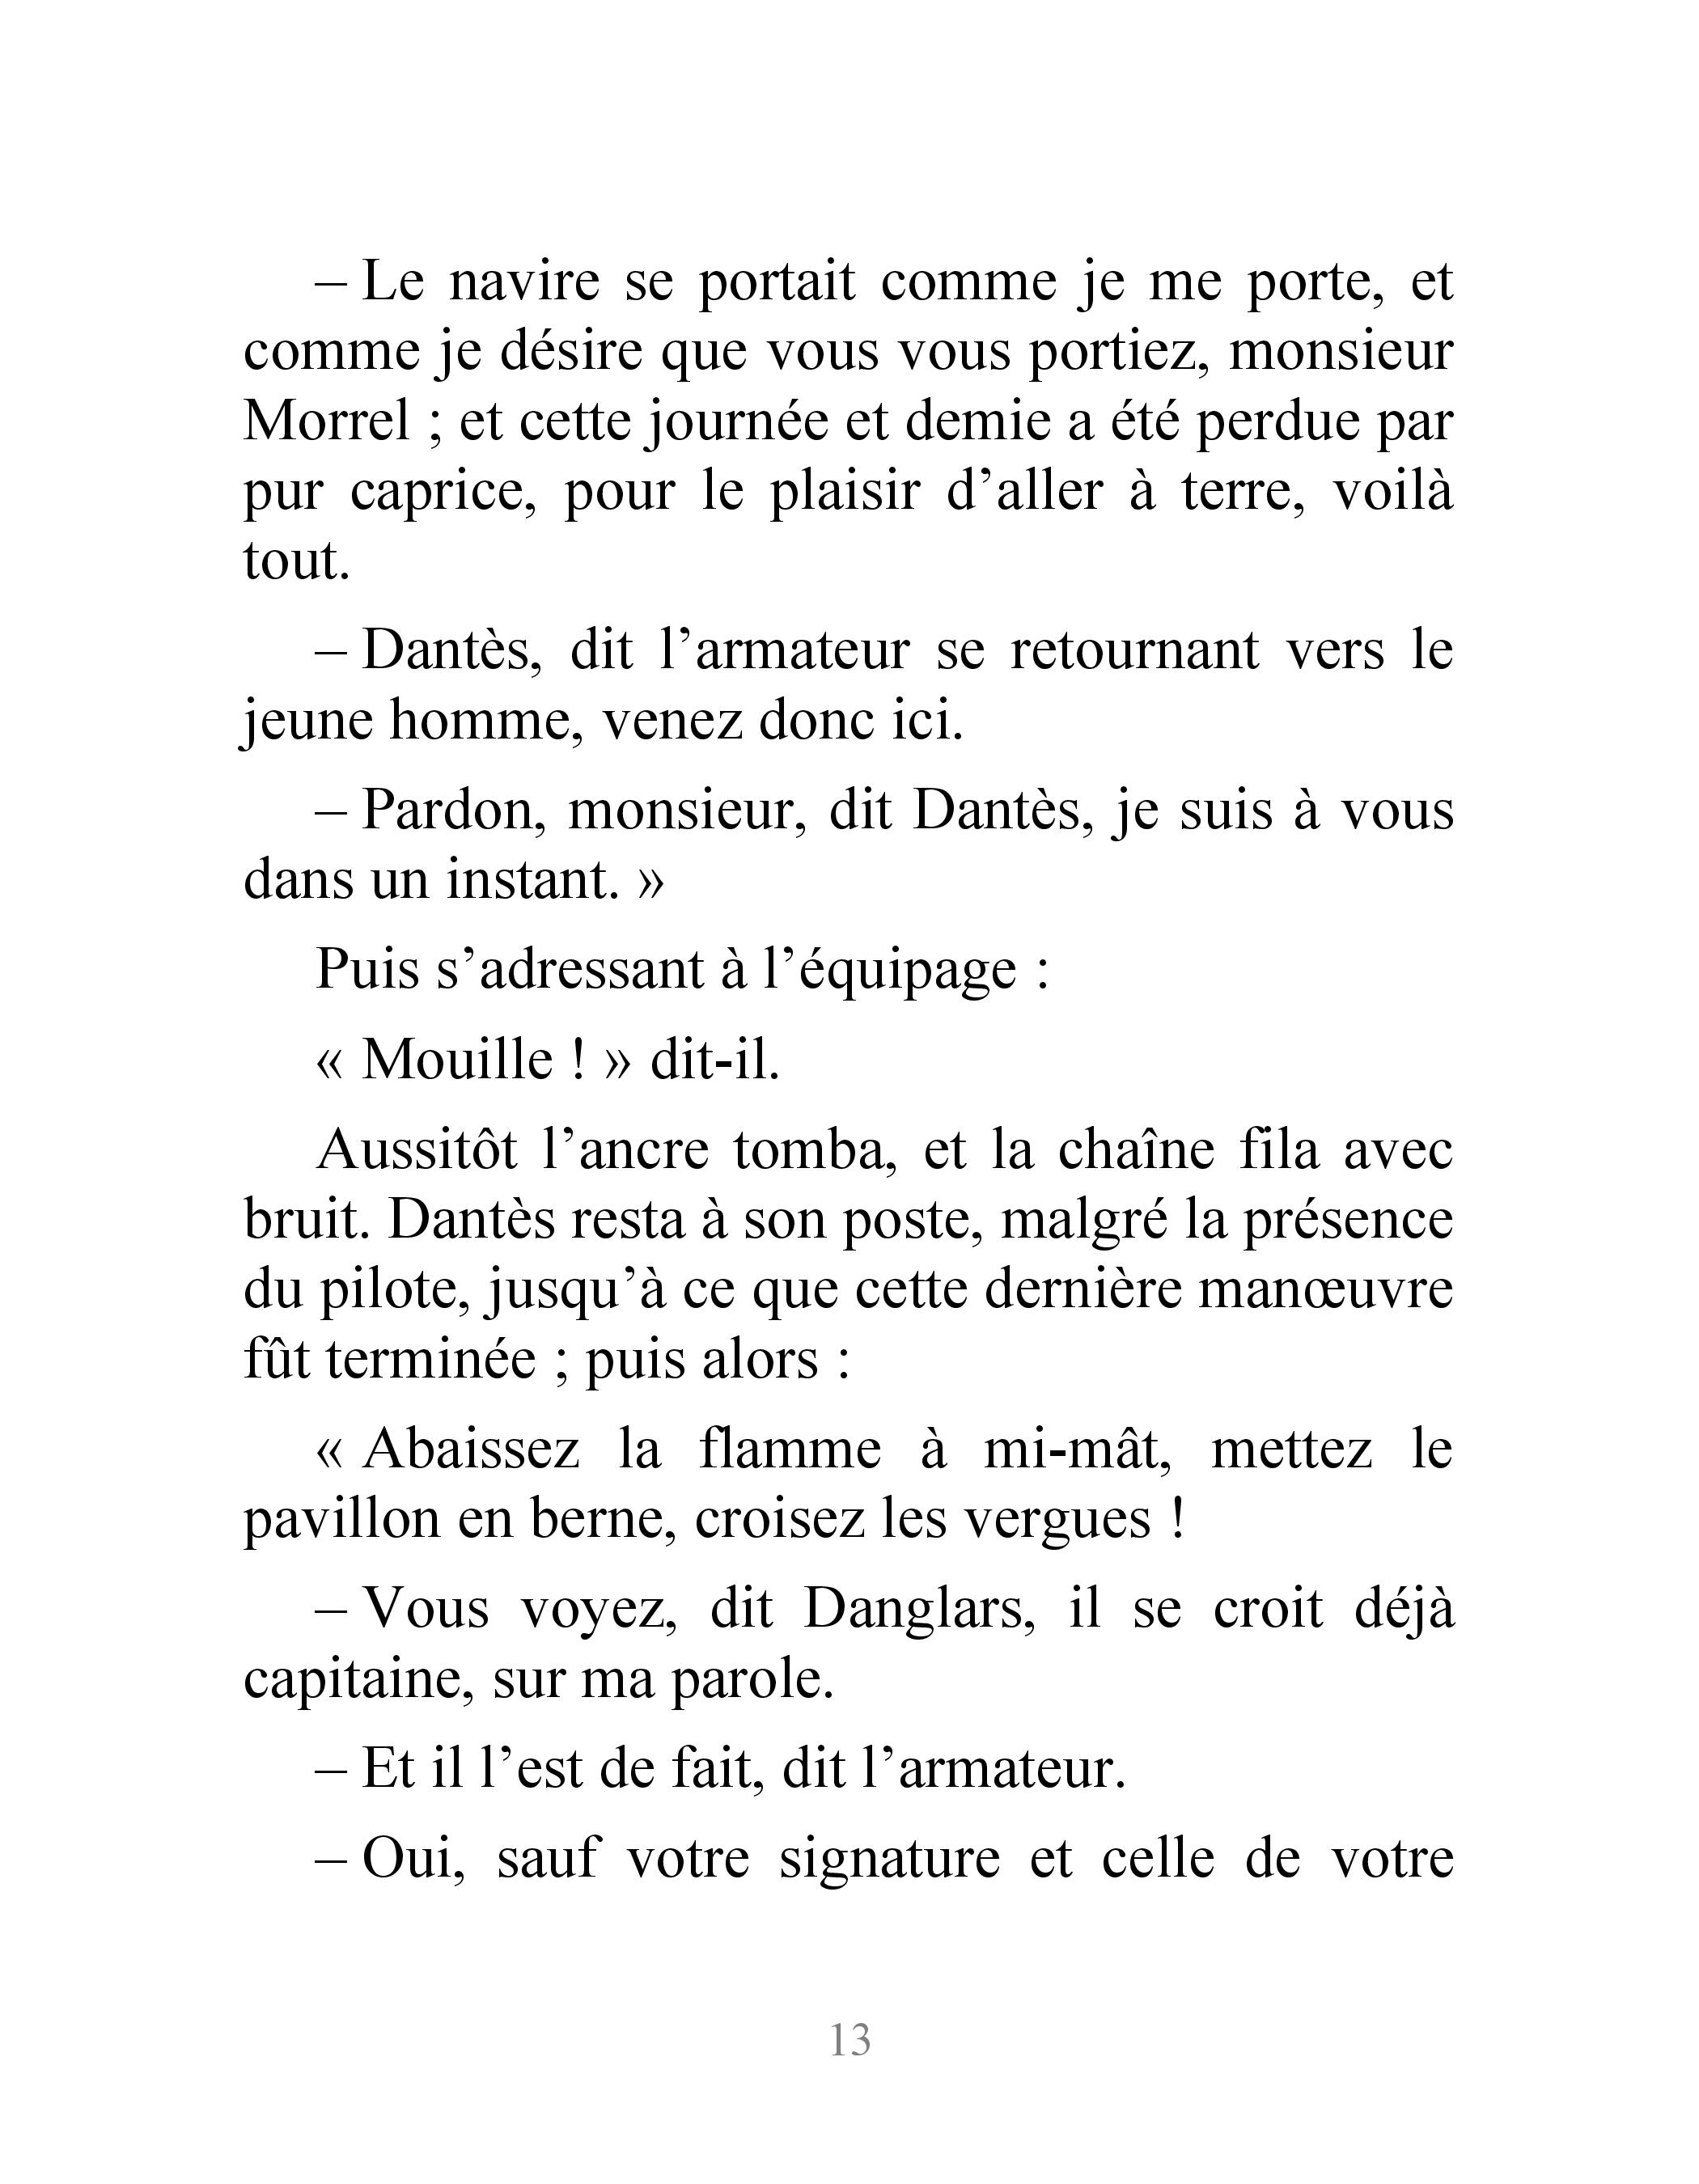 – Le navire se portait comme je me porte, et
comme je désire que vous vous portiez, monsieur
Morrel ; et cette journée et demie a été perdue par
pur caprice, pour le plaisir d’aller à terre, voilà
tout.
– Dantès, dit l’armateur se retournant vers le
jeune homme, venez donc ici.
– Pardon, monsieur, dit Dantès, je suis à vous
dans un instant. »
Puis s’adressant à l’équipage :
« Mouille ! » dit-il.
Aussitôt l’ancre tomba, et la chaîne fila avec
bruit. Dantès resta à son poste, malgré la présence
du pilote, jusqu’à ce que cette dernière manœuvre
fût terminée ; puis alors :
« Abaissez la flamme à mi-mât, mettez le
pavillon en berne, croisez les vergues !
– Vous voyez, dit Danglars, il se croit déjà
capitaine, sur ma parole.
– Et il l’est de fait, dit l’armateur.
– Oui, sauf votre signature et celle de votre
13